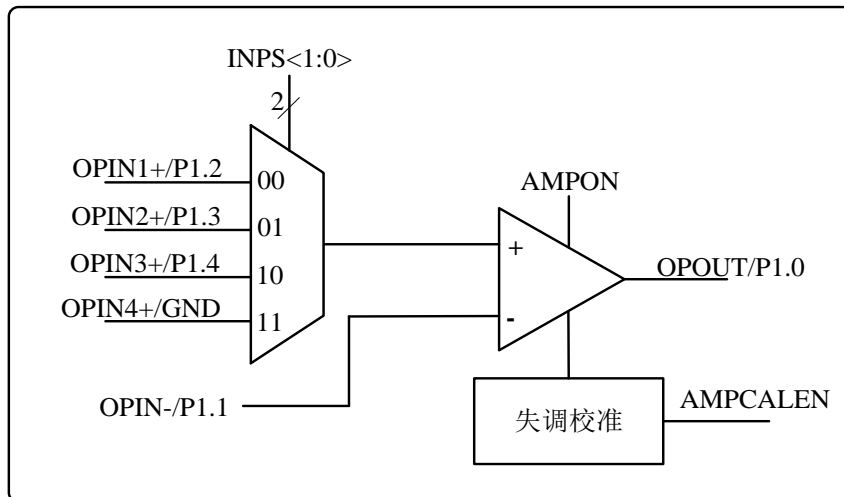 INPS<1:0>
2
OPIN1+/P1.2
00
AMPON
OPIN2+/P1.3
01
+
OPIN3+/P1.4
10
OPOUT/P1.0
OPIN4+/GND
11
-
OPIN-/P1.1
失调校准
AMPCALEN